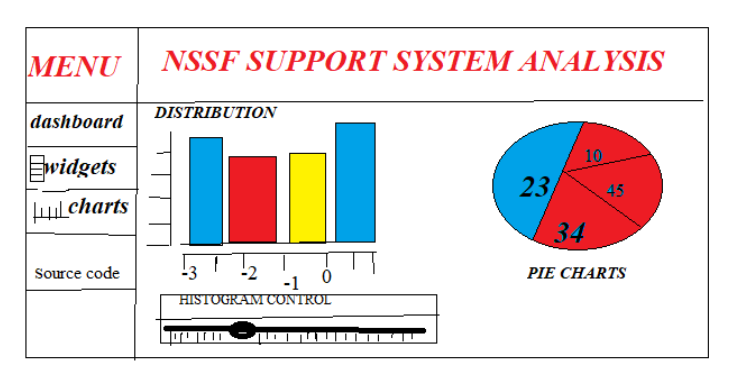 MENU
NSSF SUPPORT SYSTEM ANALYSIS
dashboard
widgets
charts
Source code
DISTRIBUTION
-3 -2 -1 0
HISTOGRAM CONTROL
10
23
45
34
PIE CHARTS